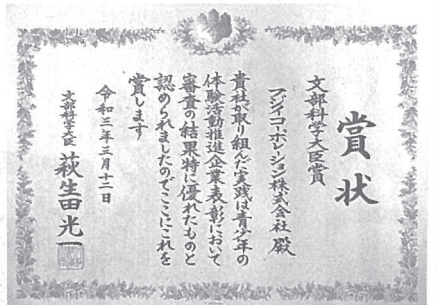 賞状
文部科学大臣賞
フジイコーポレーション株式会社 殿
貴社が取り組んだ実践は青少年の
体験活動推進企業表彰において
審査の結果特に優れたものと
認められましたのでここにこれを
賞します
令和三年三月十二日
文部科学大臣 萩生田光一